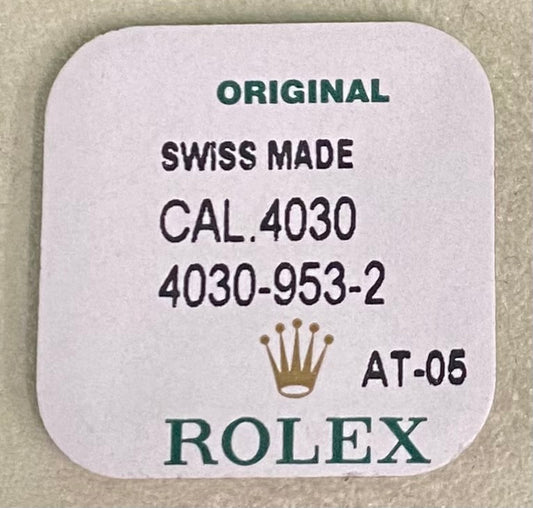 ORIGINAL
SWiSS MADE
CAL.4030
4030-953-2
AT-05
ROLEX